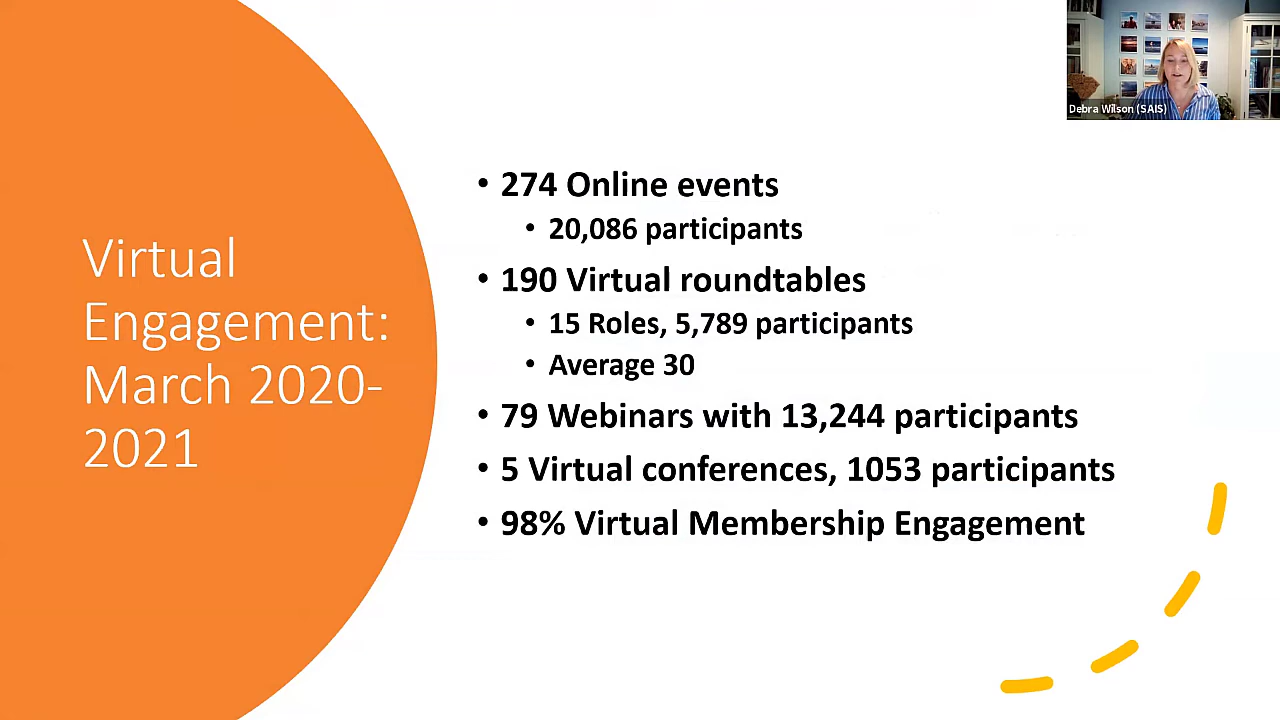 Debra Wilson (SAIS)
Virtual
Engagement:
March 2020-
2021
• 274 Online events
• 20,086 participants
• 190 Virtual roundtables
• 15 Roles, 5,789 participants
• Average 30
• 79 Webinars with 13,244 participants
• 5 Virtual conferences, 1053 participants
• 98% Virtual Membership Engagement